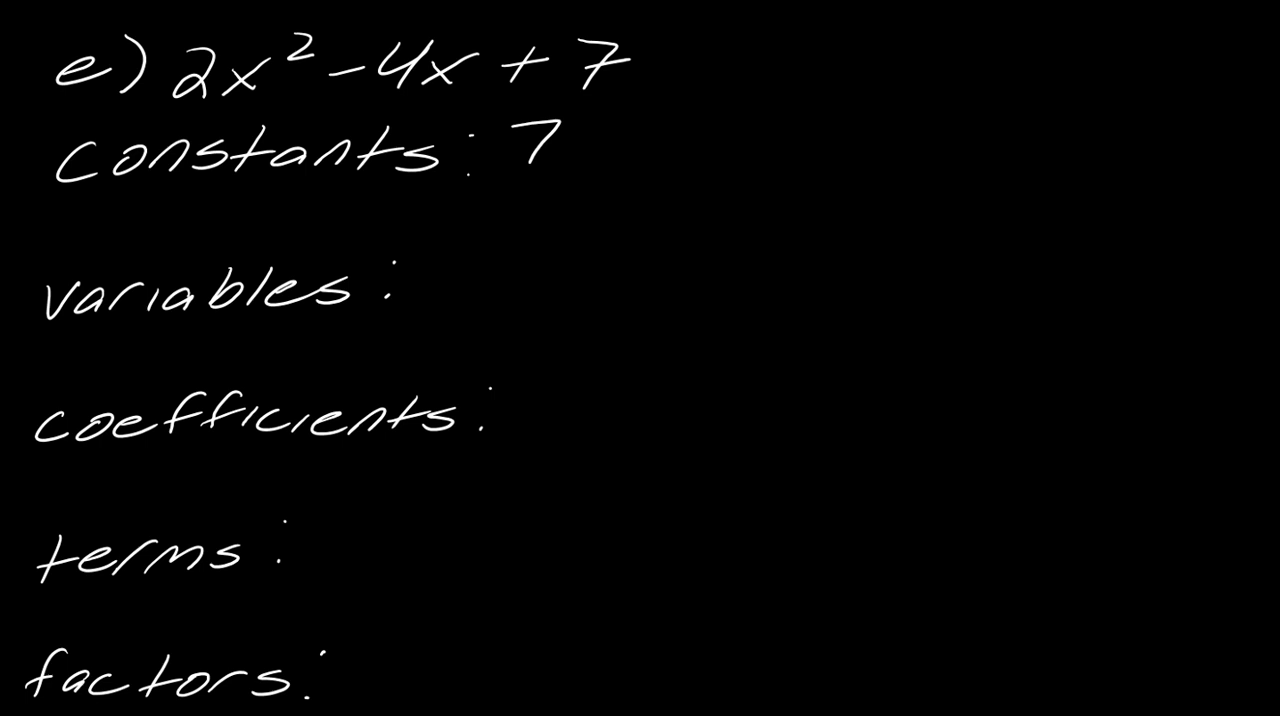 e) 2x² - 4x + 7
constants: 7
variables:
coefficients:
terms:
factors: